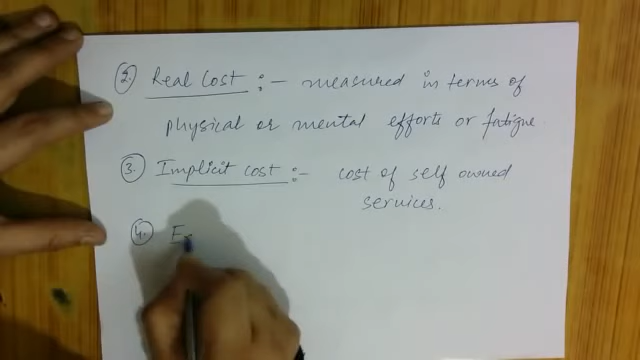 2. Real Cost :- measured in terms of
physical or mental efforts or fatigue.
3. Implicit cost :- cost of self owned
services.
4. Ex